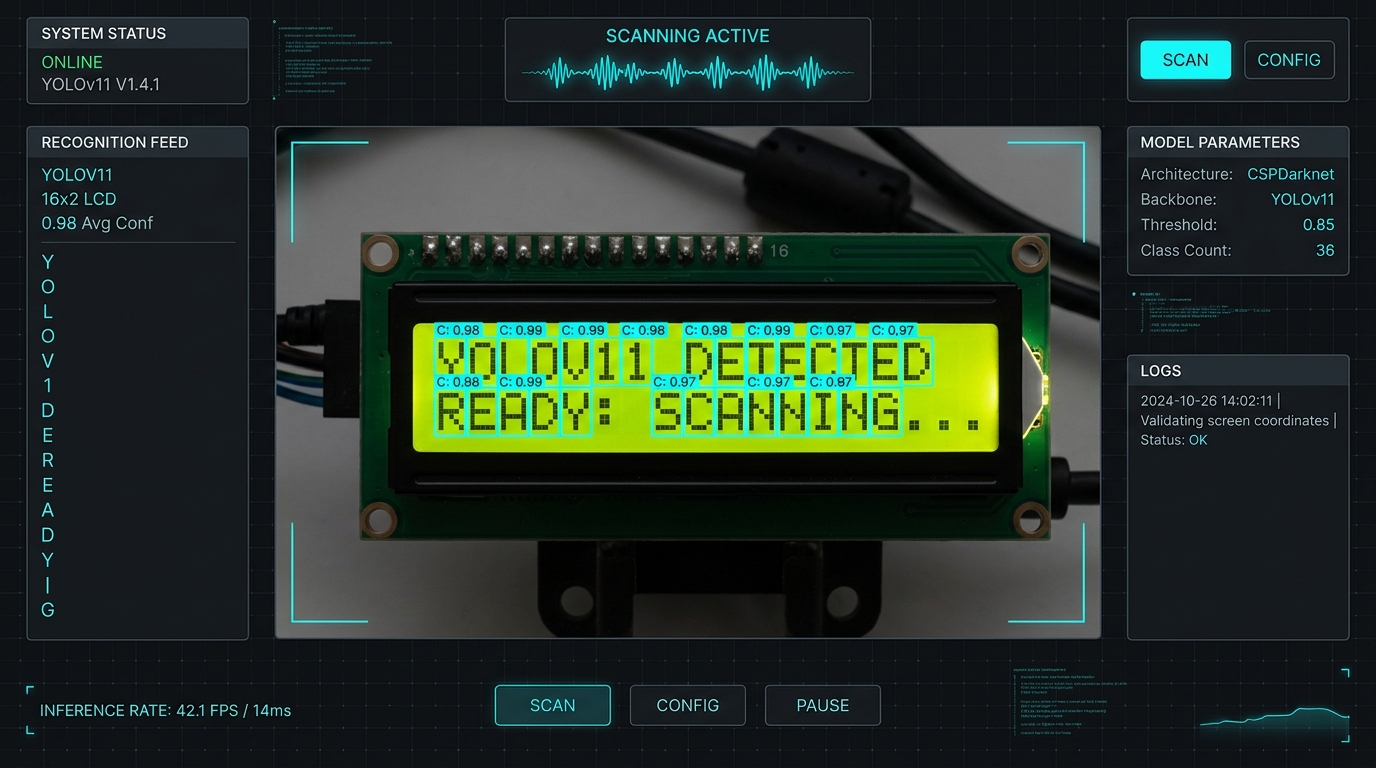 SYSTEM STATUS
ONLINE
YOLOv11 V1.4.1
SCANNING ACTIVE
SCAN
CONFIG
RECOGNITION FEED
YOLOV11
16x2 LCD
0.98 Avg Conf
Y
O
L
O
V
1
D
E
R
E
A
D
Y
I
G
16
C: 0.98 C: 0.99 C: 0.99 C: 0.98 C: 0.98 C: 0.99 C: 0.97 C: 0.97
YOLOV11 DETECTED
C: 0.88 C: 0.99 C: 0.97 C: 0.97 C: 0.87
READY: SCANNING...
MODEL PARAMETERS
Architecture: CSPDarknet
Backbone: YOLOv11
Threshold: 0.85
Class Count: 36
LOGS
2024-10-26 14:02:11 |
Validating screen coordinates |
Status: OK
INFERENCE RATE: 42.1 FPS / 14ms
SCAN
CONFIG
PAUSE